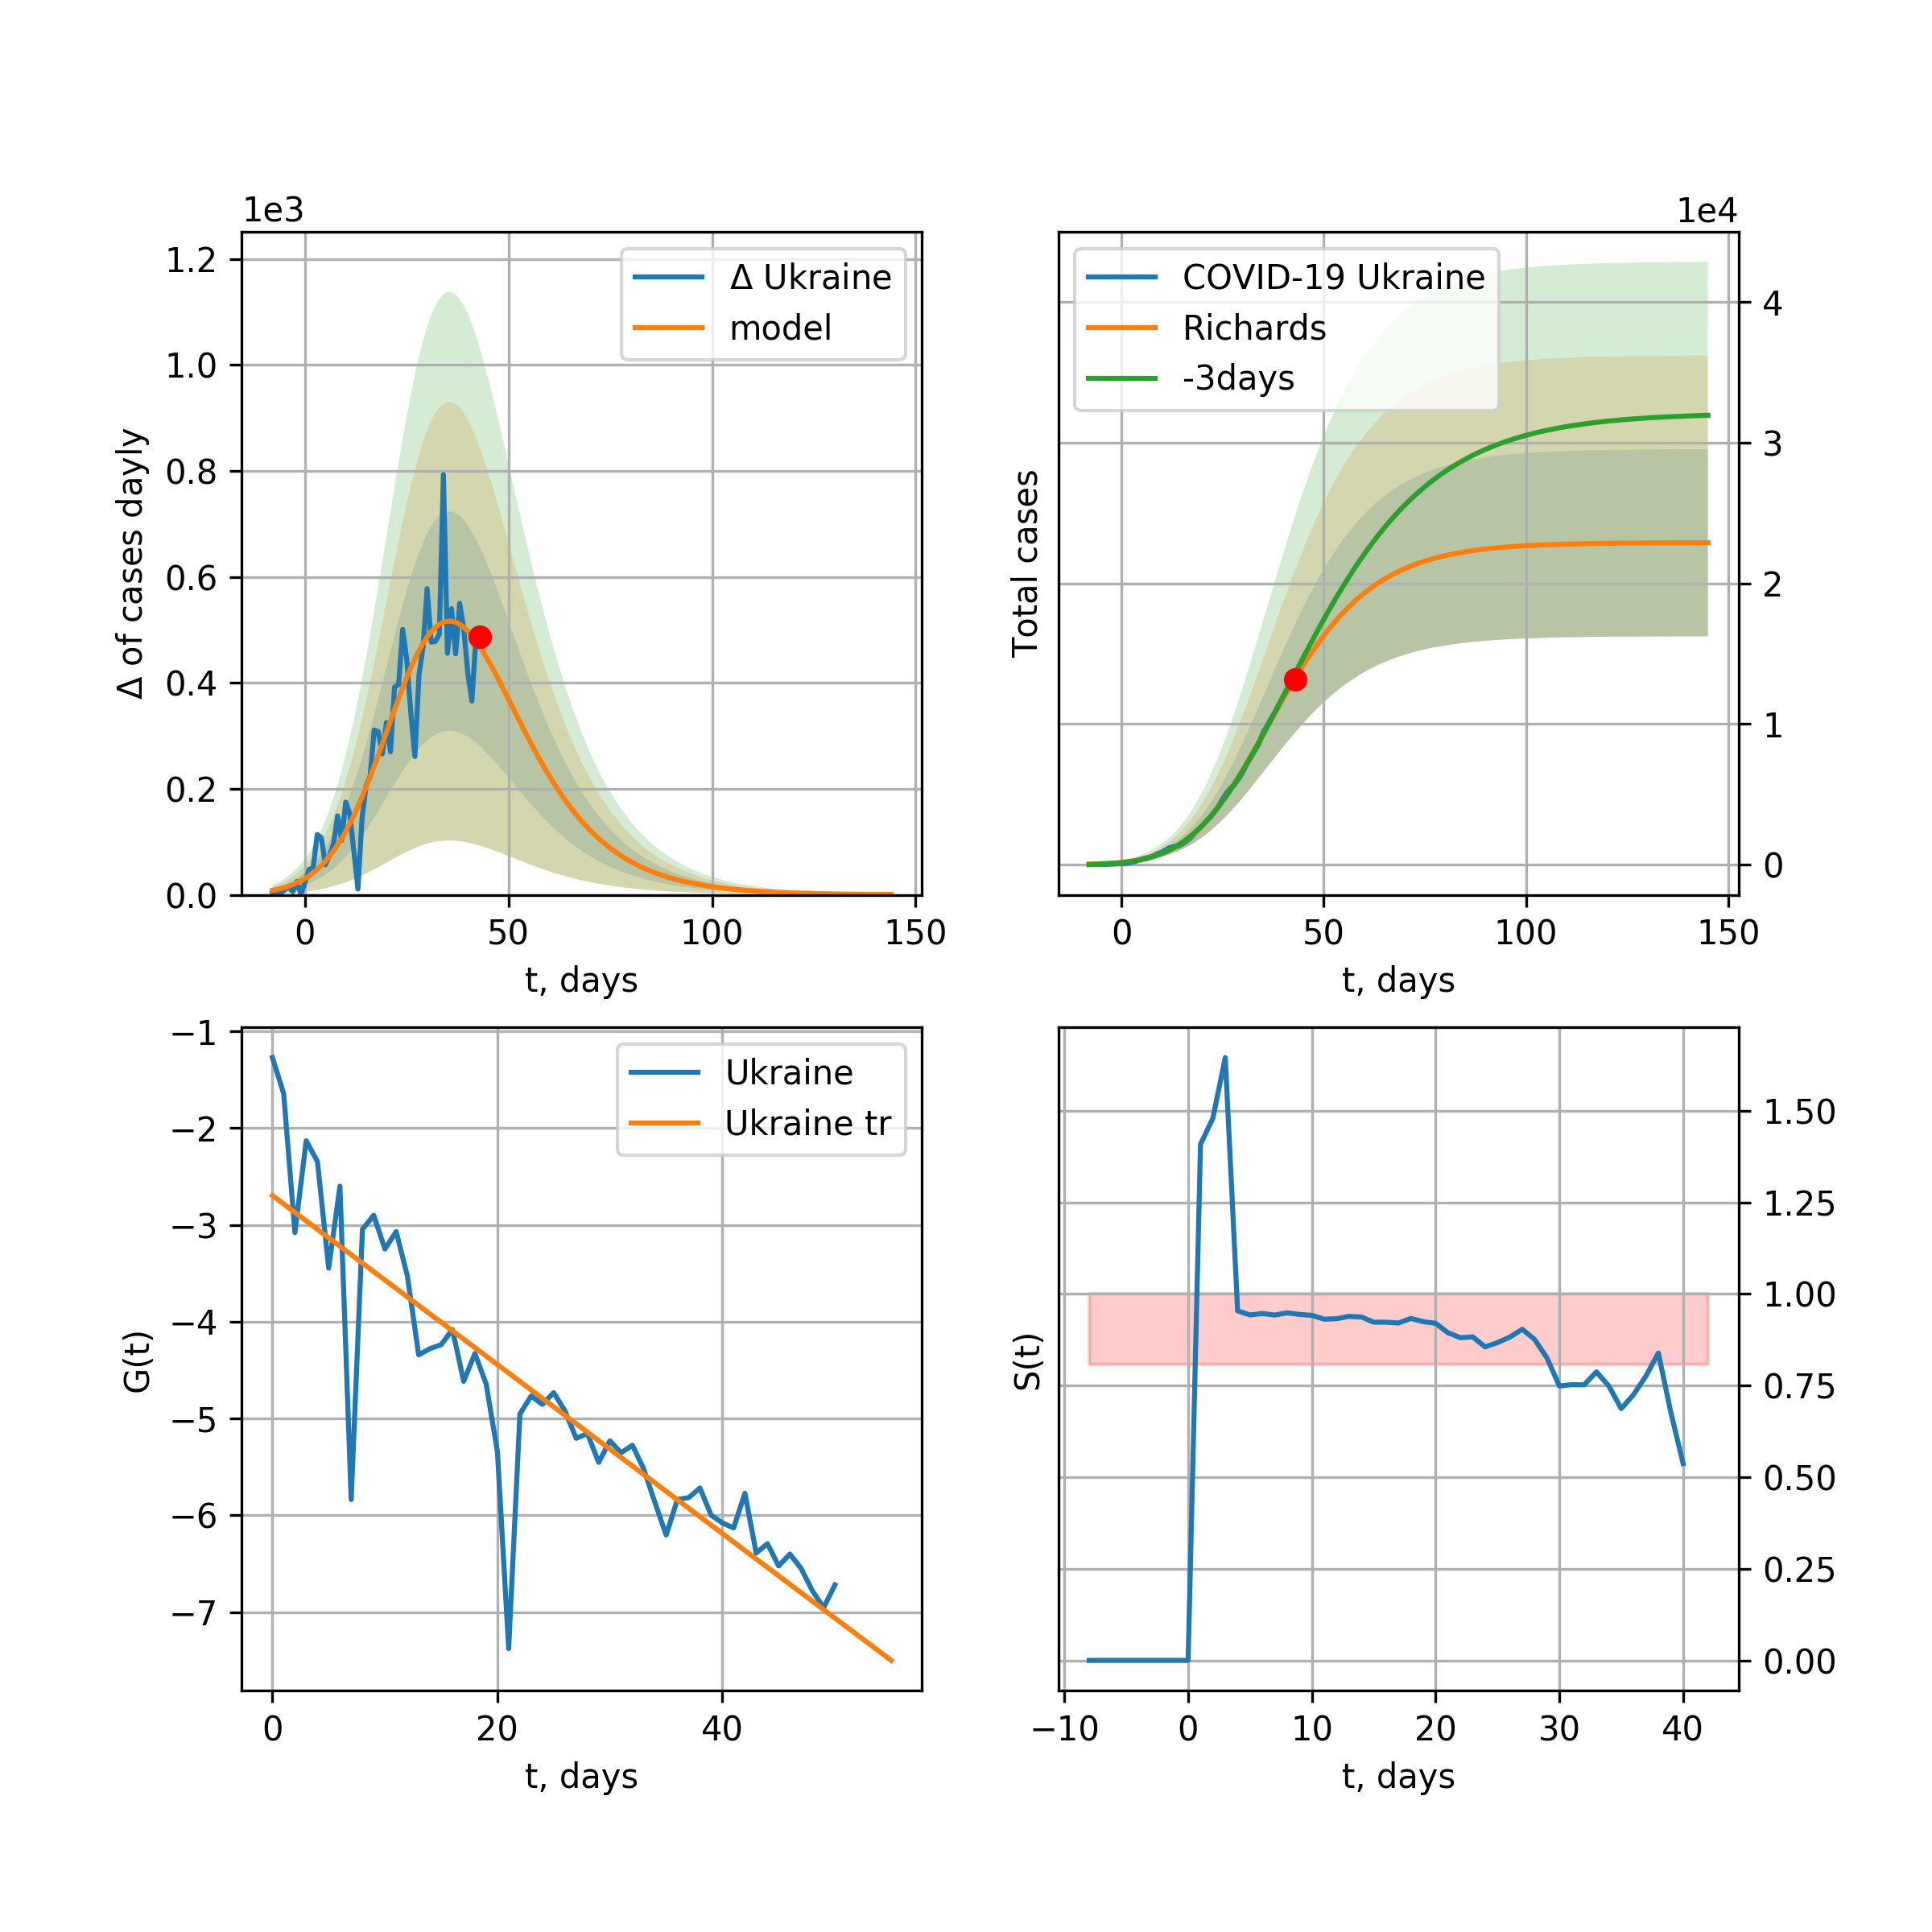 1e3
1.2
1.0
0.8
0.6
0.4
0.2
0.0
Δ of cases dayly
Δ Ukraine
model
0 50 100 150
t, days
1e4
COVID-19 Ukraine
Richards
-3days
Total cases
4
3
2
1
0
0 50 100 150
t, days
−1
−2
−3
−4
−5
−6
−7
G(t)
Ukraine
Ukraine tr
0 20 40
t, days
S(t)
1.50
1.25
1.00
0.75
0.50
0.25
0.00
−10 0 10 20 30 40
t, days